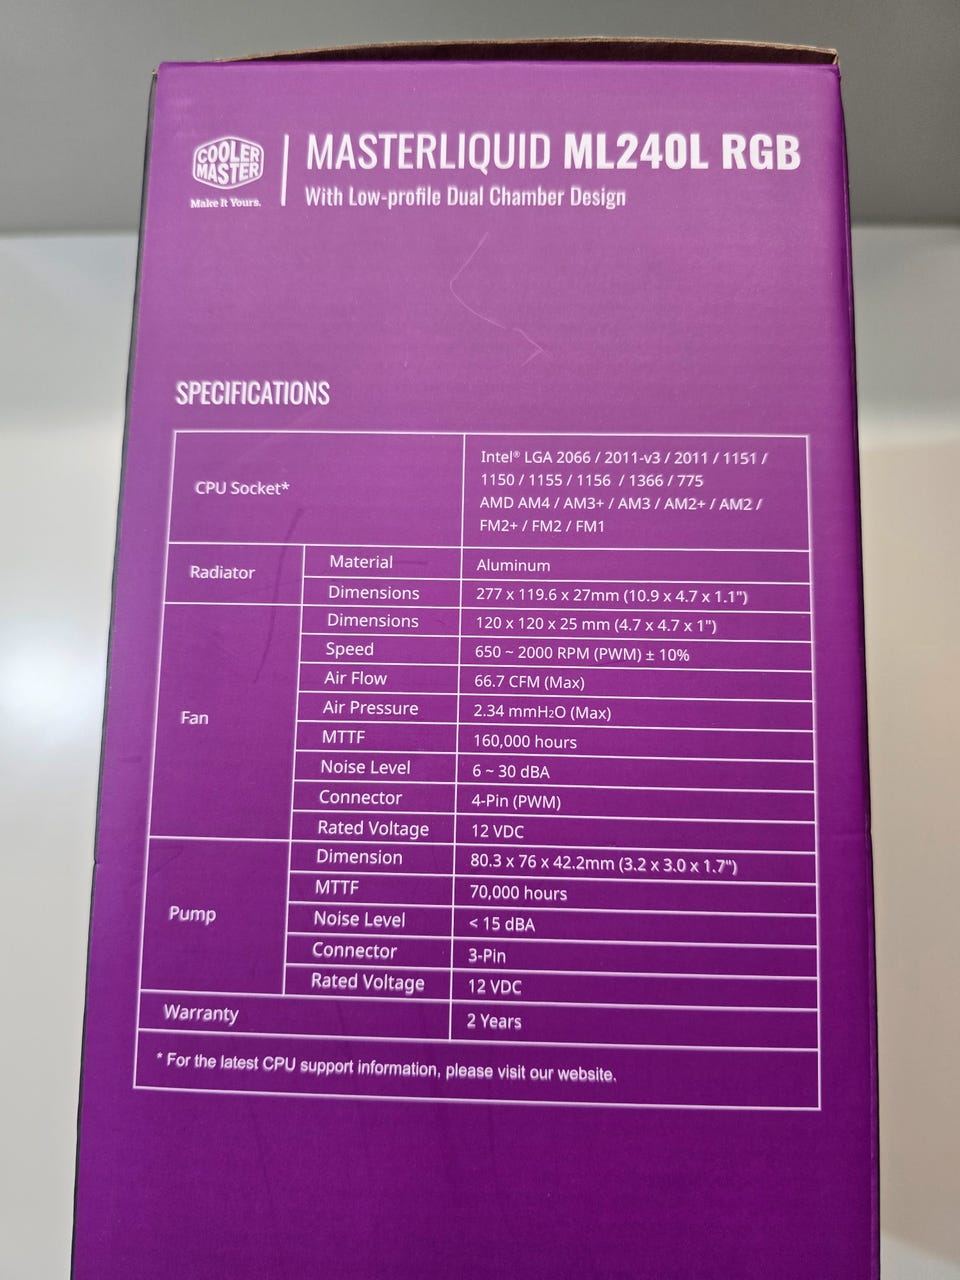 COOLER
MASTER
Make It Yours.
MASTERLIQUID ML240L RGB
With Low-profile Dual Chamber Design
SPECIFICATIONS
CPU Socket*
Intel® LGA 2066 / 2011-v3 / 2011 / 1151 /
1150 / 1155 / 1156 / 1366 / 775
AMD AM4 / AM3+ / AM3 / AM2+ / AM2 /
FM2+ / FM2 / FM1
Radiator
Material Aluminum
Dimensions 277 x 119.6 x 27mm (10.9 x 4.7 x 1.1")
Fan
Dimensions 120 x 120 x 25 mm (4.7 x 4.7 x 1")
Speed 650 ~ 2000 RPM (PWM) ± 10%
Air Flow 66.7 CFM (Max)
Air Pressure 2.34 mmH₂O (Max)
MTTF 160,000 hours
Noise Level 6 ~ 30 dBA
Connector 4-Pin (PWM)
Rated Voltage 12 VDC
Pump
Dimension 80.3 x 76 x 42.2mm (3.2 x 3.0 x 1.7")
MTTF 70,000 hours
Noise Level < 15 dBA
Connector 3-Pin
Rated Voltage 12 VDC
Warranty 2 Years
* For the latest CPU support information, please visit our website.